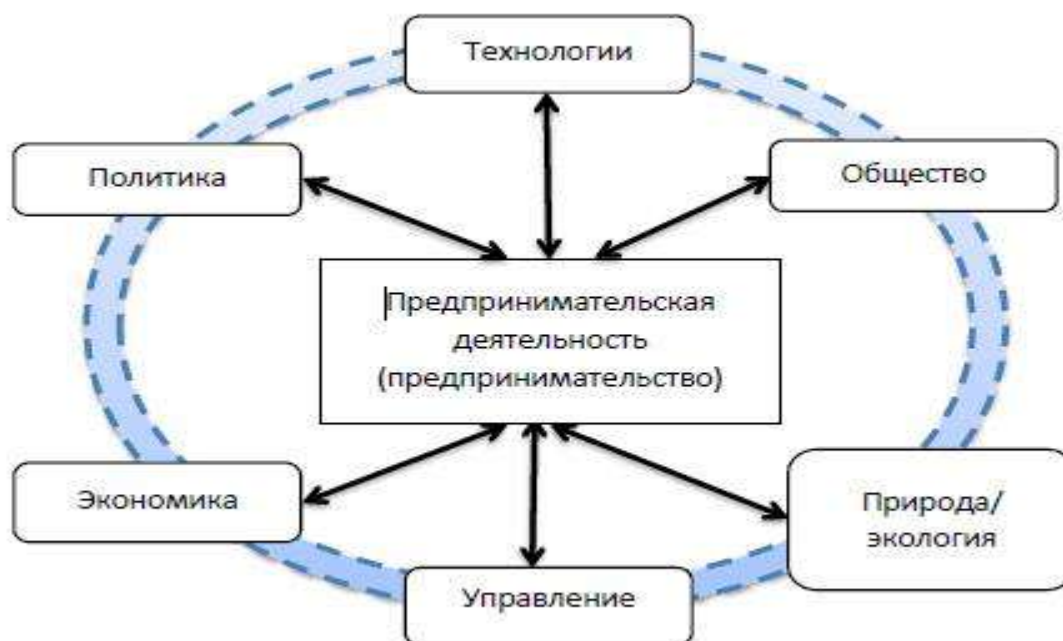 Технологии
Политика
Общество
Предпринимательская
деятельность
(предпринимательство)
Экономика
Природа/
экология
Управление